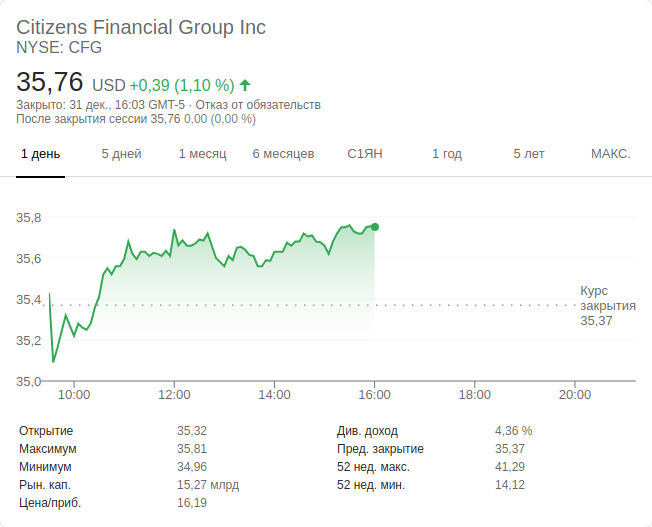 Citizens Financial Group Inc
NYSE: CFG
35,76 USD +0,39 (1,10 %)
Закрыто: 31 дек., 16:03 GMT-5 · Отказ от обязательств
После закрытия сессии 35,76 0,00 (0,00 %)
1 день 5 дней 1 месяц 6 месяцев С1ЯН 1 год 5 лет МАКС.
35,8
35,6
35,4
35,2
35,0
Курс
закрытия
35,37
10:00 12:00 14:00 16:00 18:00 20:00
Открытие 35,32 Див. доход 4,36 %
Максимум 35,81 Пред. закрытие 35,37
Минимум 34,96 52 нед. макс. 41,29
Рын. кап. 15,27 млрд 52 нед. мин. 14,12
Цена/приб. 16,19